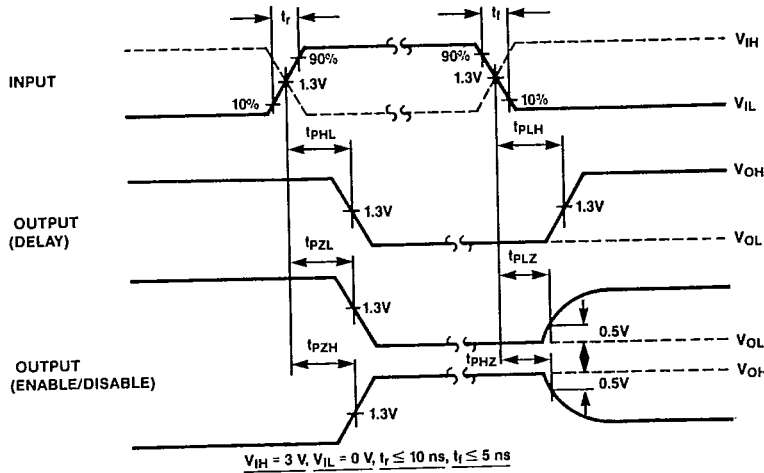 tr
tf
VIH
90%
90%
INPUT
1.3V
1.3V
10%
10%
VIL
tPHL
tPLH
VOH
OUTPUT
(DELAY)
1.3V
1.3V
tPZL
VOL
tPLZ
1.3V
0.5V
VOL
tPZH
tPHZ
VOH
OUTPUT
(ENABLE/DISABLE)
0.5V
1.3V
VIH = 3 V, VIL = 0 V, tr ≤ 10 ns, tf ≤ 5 ns